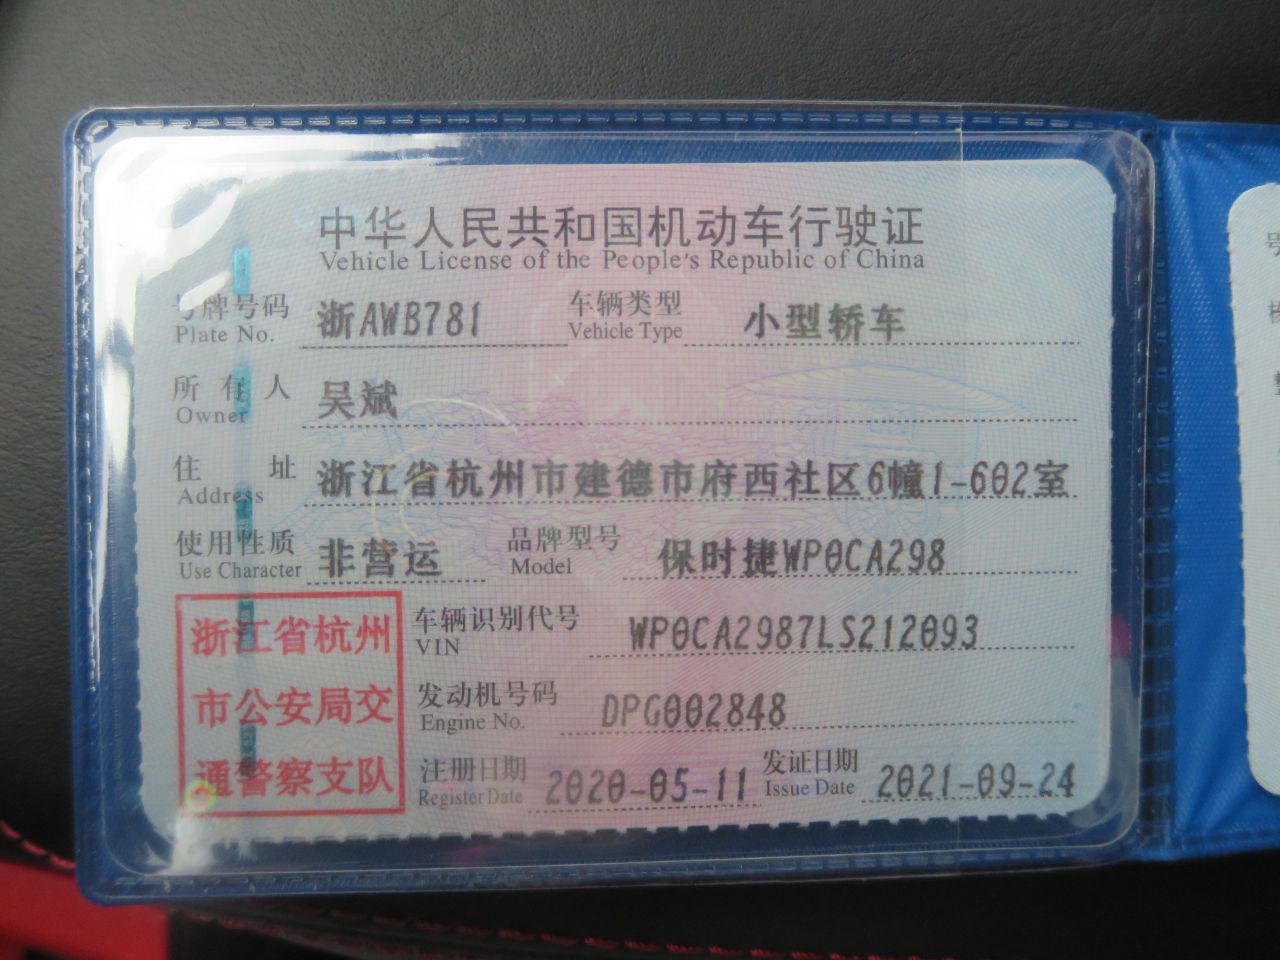 中华人民共和国机动车行驶证
Vehicle License of the People's Republic of China
号牌号码 浙AWB781 车辆类型 小型轿车
Plate No. Vehicle Type
所有人 吴斌
Owner
住址 浙江省杭州市建德市府西社区6幢1-602室
Address
使用性质 非营运 品牌型号 保时捷WP0CA298
Use Character Model
浙江省杭州
市公安局交
通警察支队
车辆识别代号 WP0CA2987LS212093
VIN
发动机号码 DPG002848
Engine No.
注册日期 2020-05-11 发证日期 2021-09-24
Register Date Issue Date
号